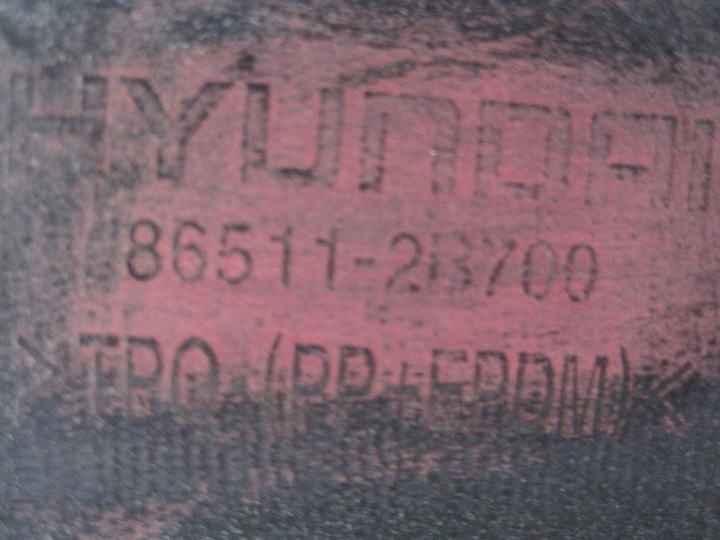 HYUNDAI
86511-2B700
>TPO.(PP+EPDM)<